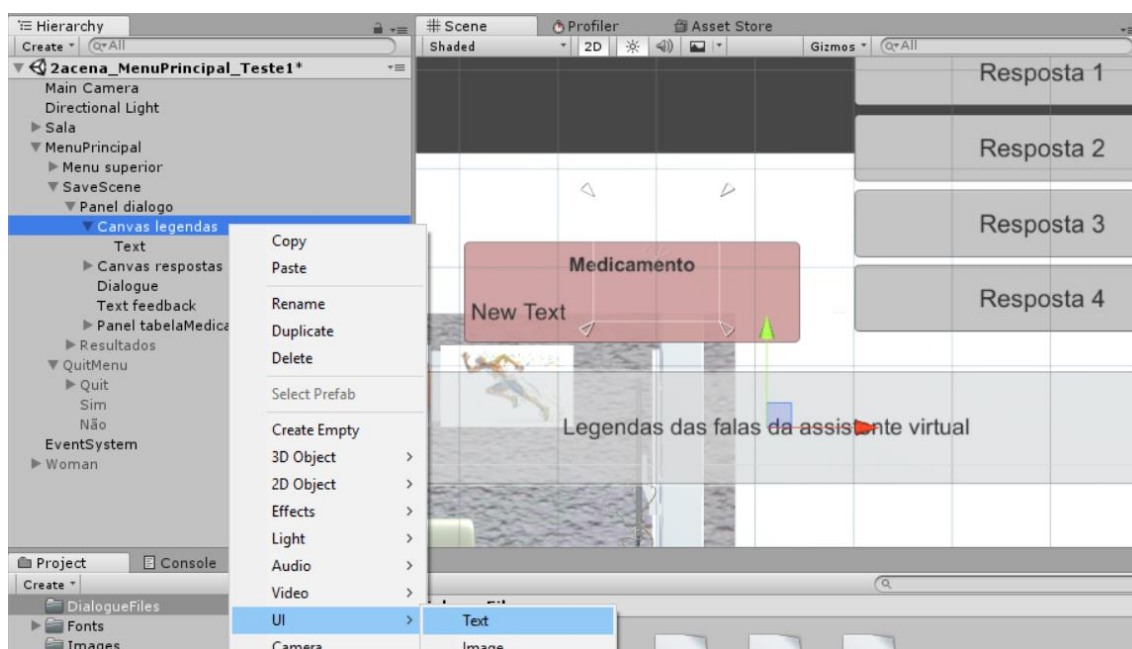 Hierarchy
Create
All
2acena_MenuPrincipal_Teste1*
Main Camera
Directional Light
Sala
MenuPrincipal
Menu superior
SaveScene
Panel dialogo
Canvas legendas
Text
Canvas respostas
Dialogue
Text feedback
Panel tabelaMedica
Resultados
QuitMenu
Quit
Sim
Não
EventSystem
Woman
Copy
Paste
Rename
Duplicate
Delete
Select Prefab
Create Empty
3D Object
2D Object
Effects
Light
Audio
Video
UI
Camera
Text
Image
Scene
Profiler
Asset Store
Shaded
2D
Gizmos
All
Resposta 1
Resposta 2
Resposta 3
Resposta 4
Medicamento
New Text
Legendas das falas da assistente virtual
Project
Console
Create
DialogueFiles
Fonts
Images